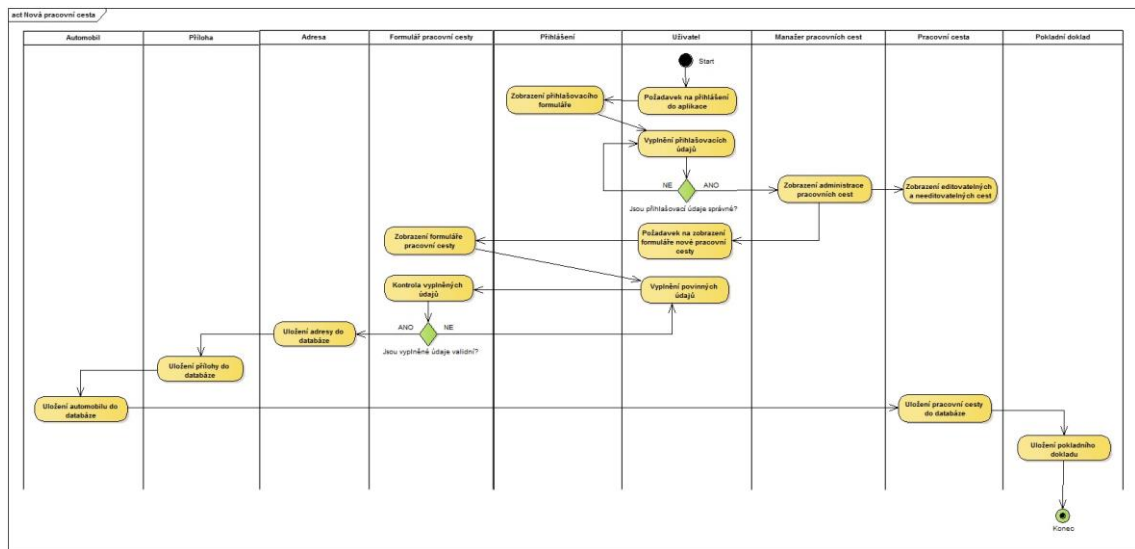 act Nová pracovní cesta
Automobil
Příloha
Adresa
Formulář pracovní cesty
Přihlášení
Uživatel
Manažer pracovních cest
Pracovní cesta
Pokladní doklad
Start
Zobrazení přihlašovacího
formuláře
Požadavek na přihlášení
do aplikace
Vyplnění přihlašovacích
údajů
NE
ANO
Jsou přihlašovací údaje správné?
Zobrazení administrace
pracovních cest
Zobrazení editovatelných
a needitovatelných cest
Zobrazení formuláře
pracovní cesty
Požadavek na zobrazení
formuláře nové pracovní
cesty
Kontrola vyplněných
údajů
Vyplnění povinných
údajů
ANO
NE
Jsou vyplněné údaje validní?
Uložení adresy do
databáze
Uložení přílohy do
databáze
Uložení automobilu do
databáze
Uložení pracovní cesty
do databáze
Uložení pokladního
dokladu
Konec